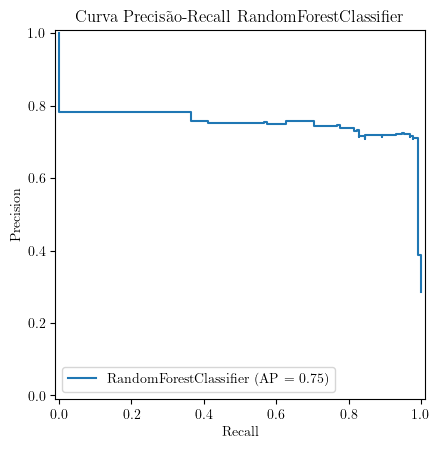 Curva Precisão-Recall RandomForestClassifier
1.0
0.8
0.6
0.4
0.2
0.0
Precision
RandomForestClassifier (AP = 0.75)
0.0 0.2 0.4 0.6 0.8 1.0
Recall